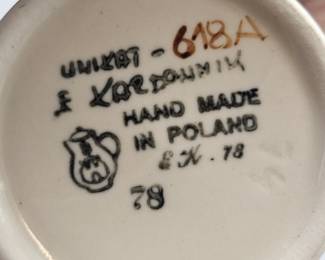 UNIKAT - 618A
HAND MADE
IN POLAND
E K . 78
78